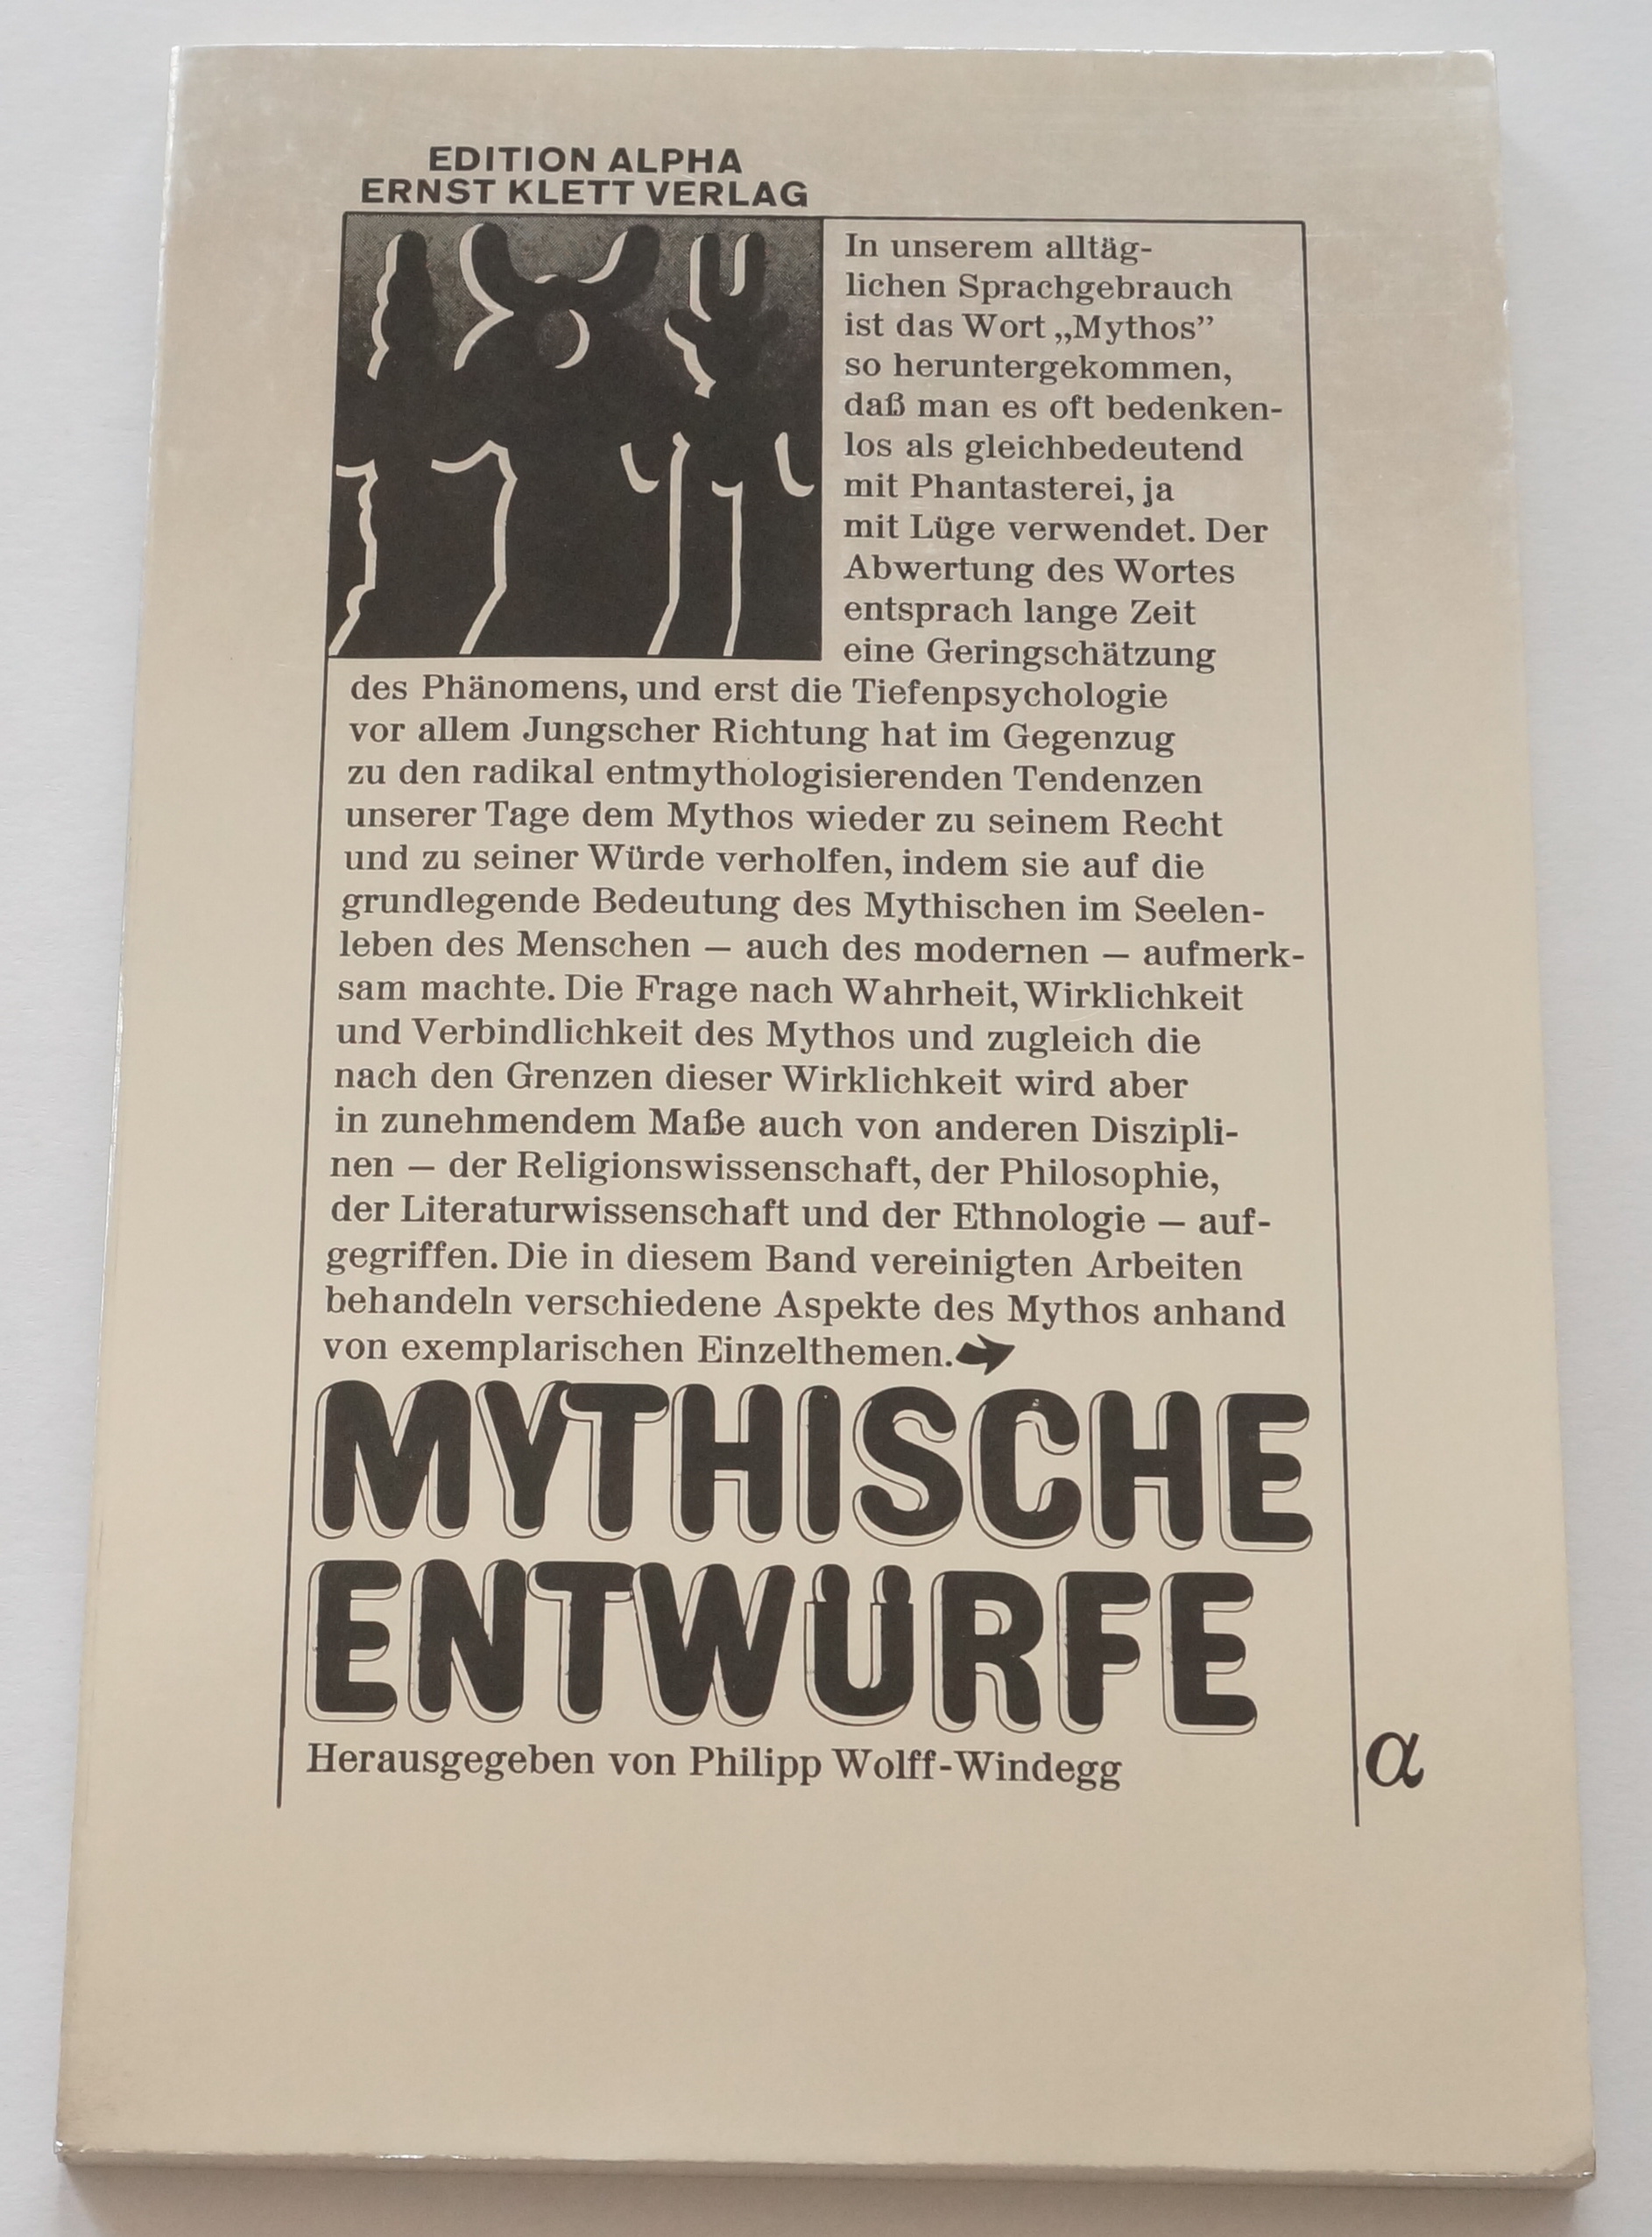 EDITION ALPHA
ERNST KLETT VERLAG
In unserem alltäg-
lichen Sprachgebrauch
ist das Wort „Mythos”
so heruntergekommen,
daß man es oft bedenken-
los als gleichbedeutend
mit Phantasterei, ja
mit Lüge verwendet. Der
Abwertung des Wortes
entsprach lange Zeit
eine Geringschätzung
des Phänomens, und erst die Tiefenpsychologie
vor allem Jungscher Richtung hat im Gegenzug
zu den radikal entmythologisierenden Tendenzen
unserer Tage dem Mythos wieder zu seinem Recht
und zu seiner Würde verholfen, indem sie auf die
grundlegende Bedeutung des Mythischen im Seelen-
leben des Menschen — auch des modernen — aufmerk-
sam machte. Die Frage nach Wahrheit, Wirklichkeit
und Verbindlichkeit des Mythos und zugleich die
nach den Grenzen dieser Wirklichkeit wird aber
in zunehmendem Maße auch von anderen Diszipli-
nen — der Religionswissenschaft, der Philosophie,
der Literaturwissenschaft und der Ethnologie — auf-
gegriffen. Die in diesem Band vereinigten Arbeiten
behandeln verschiedene Aspekte des Mythos anhand
von exemplarischen Einzelthemen.
MYTHISCHE
ENTWÜRFE
Herausgegeben von Philipp Wolff-Windegg
α